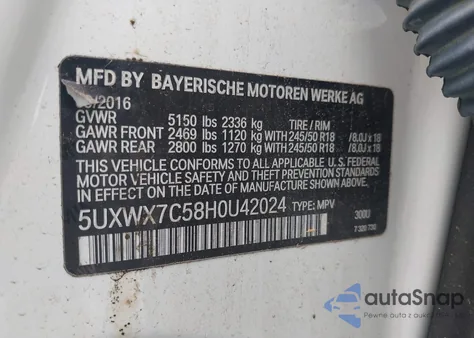 MFD BY BAYERISCHE MOTOREN WERKE AG
/2016
GVWR 5150 lbs 2336 kg TIRE / RIM
GAWR FRONT 2469 lbs 1120 kg WITH 245/50 R18 /8.0J x 18
GAWR REAR 2800 lbs 1270 kg WITH 245/50 R18 /8.0J x 18
THIS VEHICLE CONFORMS TO ALL APPLICABLE U.S. FEDERAL
MOTOR VEHICLE SAFETY, BUMPER, AND THEFT PREVENTION
STANDARDS IN EFFECT ON THE DATE OF MANUFACTURE SHOWN ABOVE.
5UXWX7C58H0U42024 TYPE: MPV
300U
autoSnap